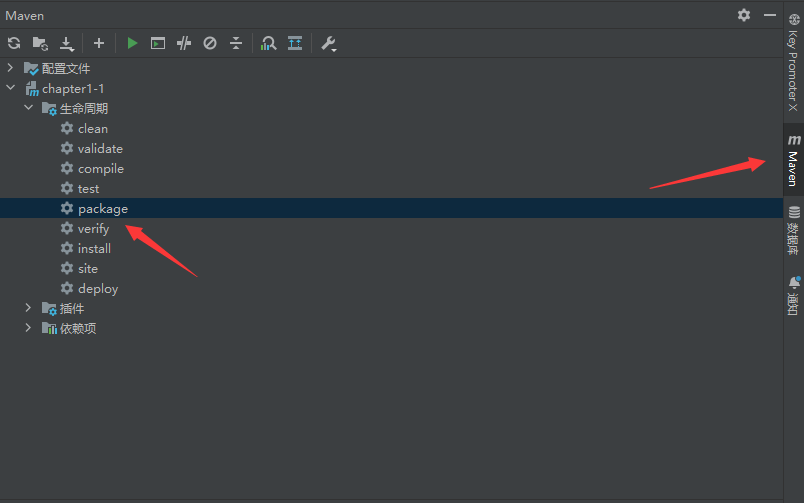 Maven
配置文件
chapter1-1
生命周期
clean
validate
compile
test
package
verify
install
site
deploy
插件
依赖项
Key Promoter X
Maven
数据库
通知